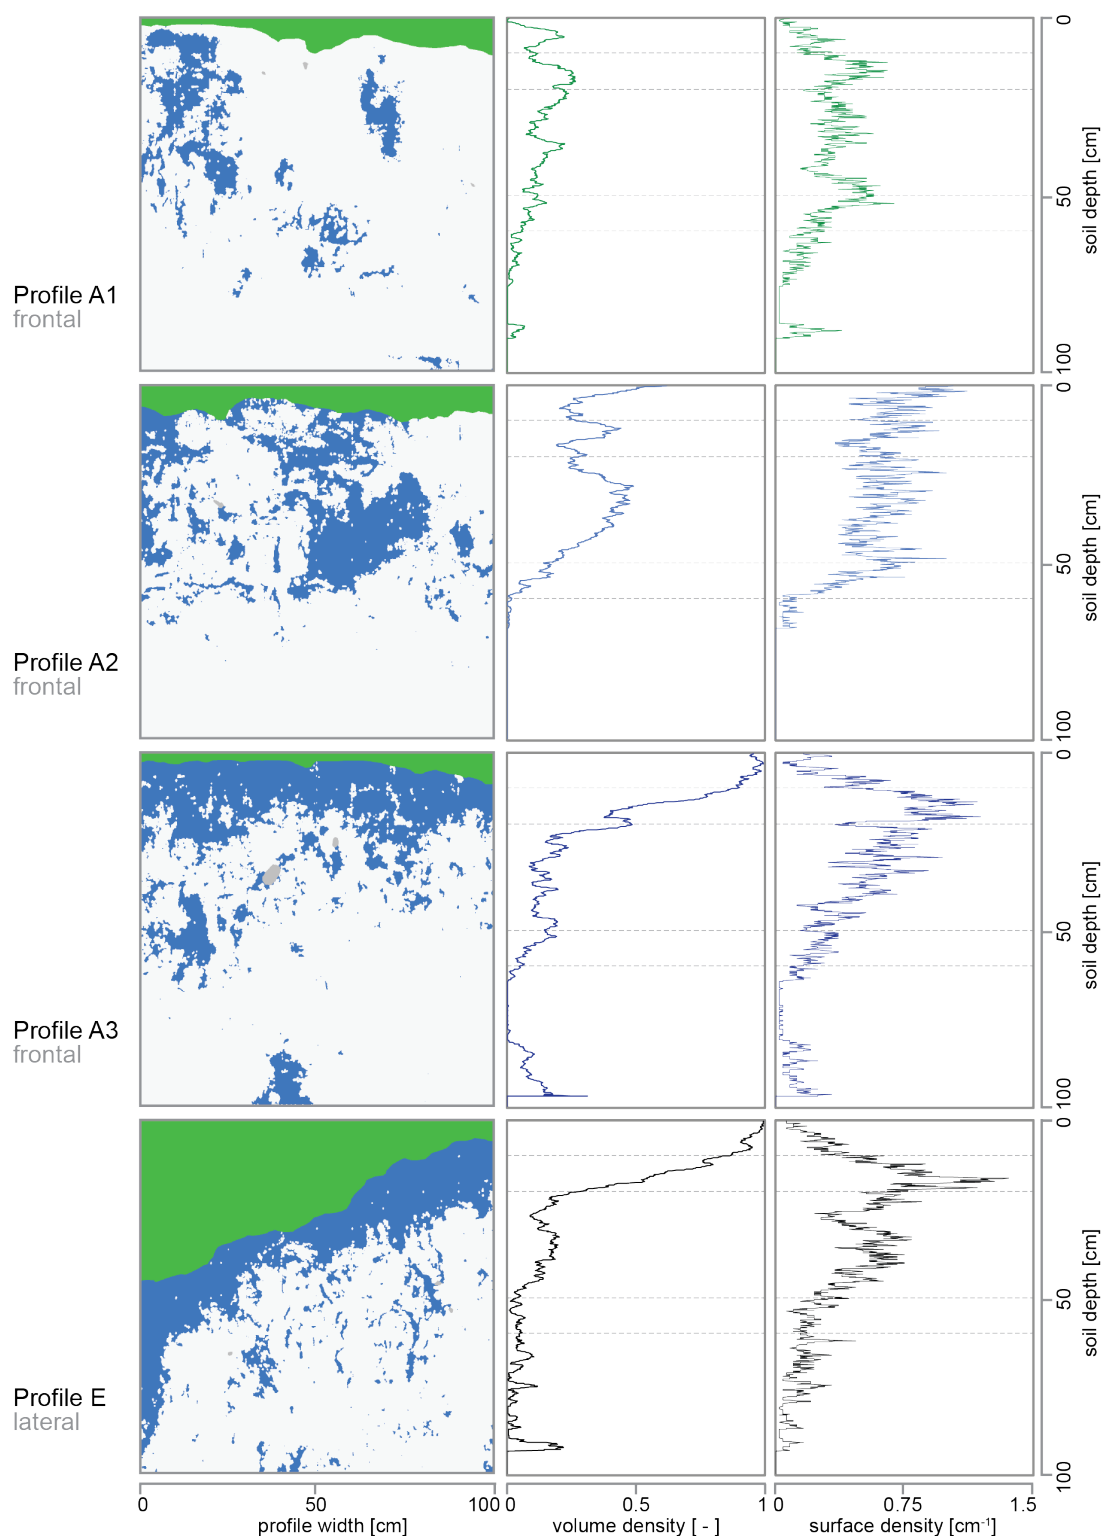 Profile A1
frontal
0
50
100
soil depth [cm]
Profile A2
frontal
0
50
100
soil depth [cm]
Profile A3
frontal
0
50
100
soil depth [cm]
Profile E
lateral
0
50
100
soil depth [cm]
0 50 100 0 0.5 1 0 0.75 1.5
profile width [cm] volume density [ - ] surface density [cm⁻¹]